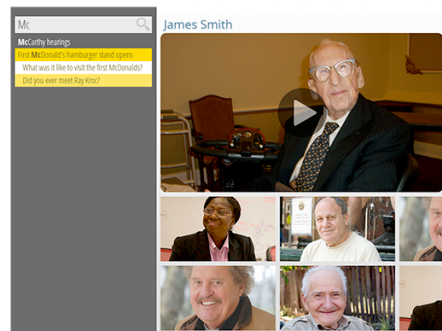 Mc
James Smith
McCarthy hearings
First McDonald's hamburger stand opens
What was it like to visit the first McDonalds?
Did you ever meet Ray Kroc?